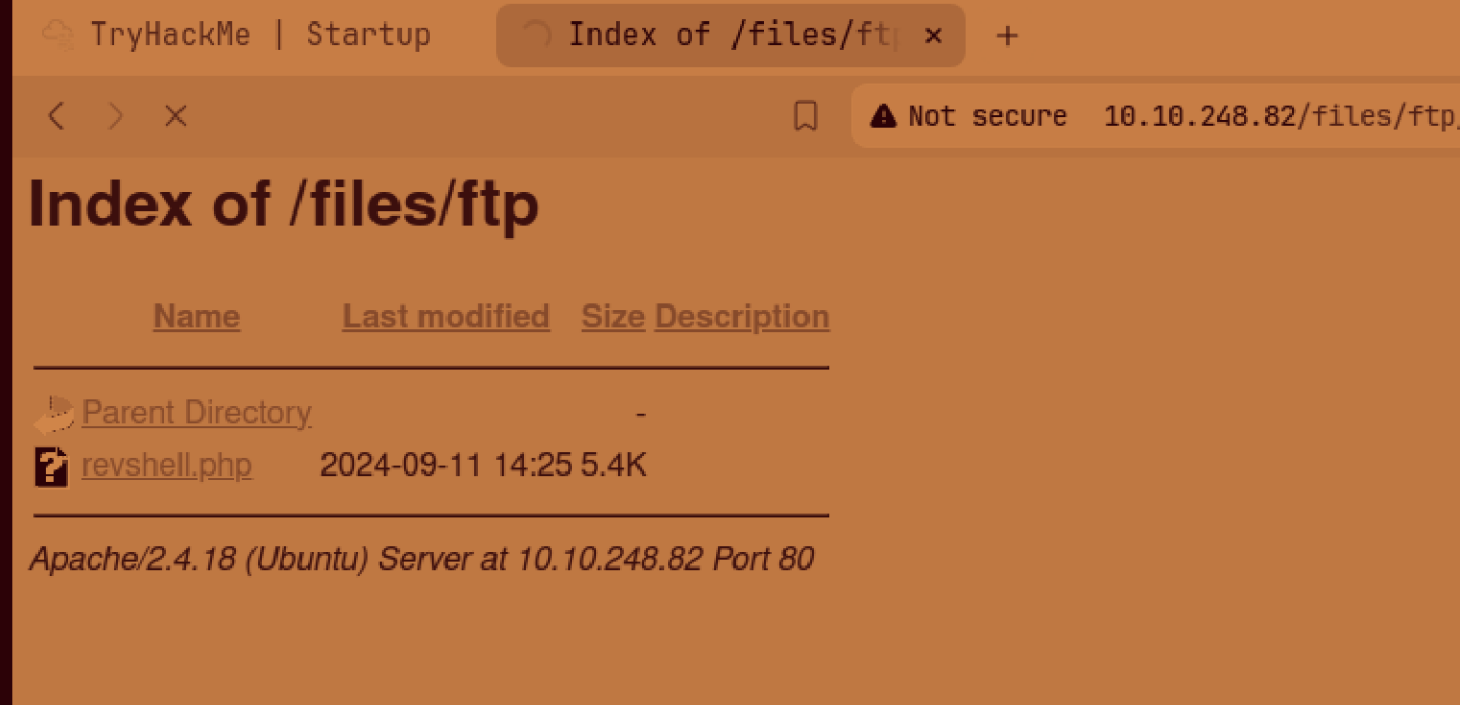 TryHackMe | Startup
Index of /files/ft
Not secure 10.10.248.82/files/ftp
Index of /files/ftp
Name Last modified Size Description
Parent Directory -
revshell.php 2024-09-11 14:25 5.4K
Apache/2.4.18 (Ubuntu) Server at 10.10.248.82 Port 80